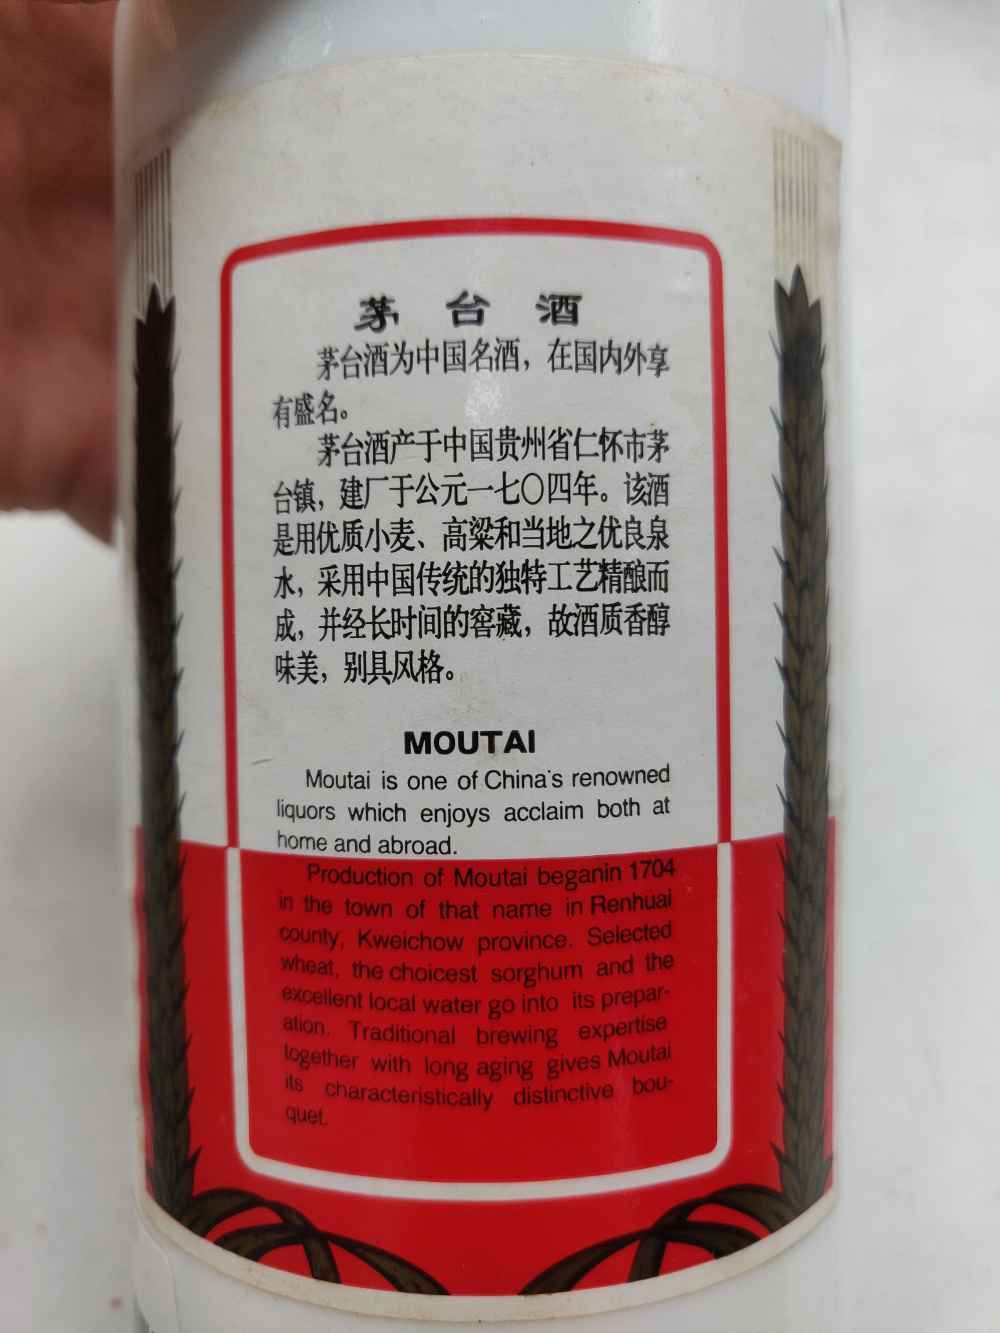 茅台酒
茅台酒为中国名酒，在国内外享
有盛名。
茅台酒产于中国贵州省仁怀市茅
台镇，建厂于公元一七〇四年。该酒
是用优质小麦、高粱和当地之优良泉
水，采用中国传统的独特工艺精酿而
成，并经长时间的窖藏，故酒质香醇
味美，别具风格。
MOUTAI
Moutai is one of China's renowned
liquors which enjoys acclaim both at
home and abroad.
Production of Moutai beganin 1704
in the town of that name in Renhuai
county, Kweichow province. Selected
wheat, the choicest sorghum and the
excellent local water go into its prepar-
ation. Traditional brewing expertise
together with long aging gives Moutai
its characteristically distinctive bou-
quet.